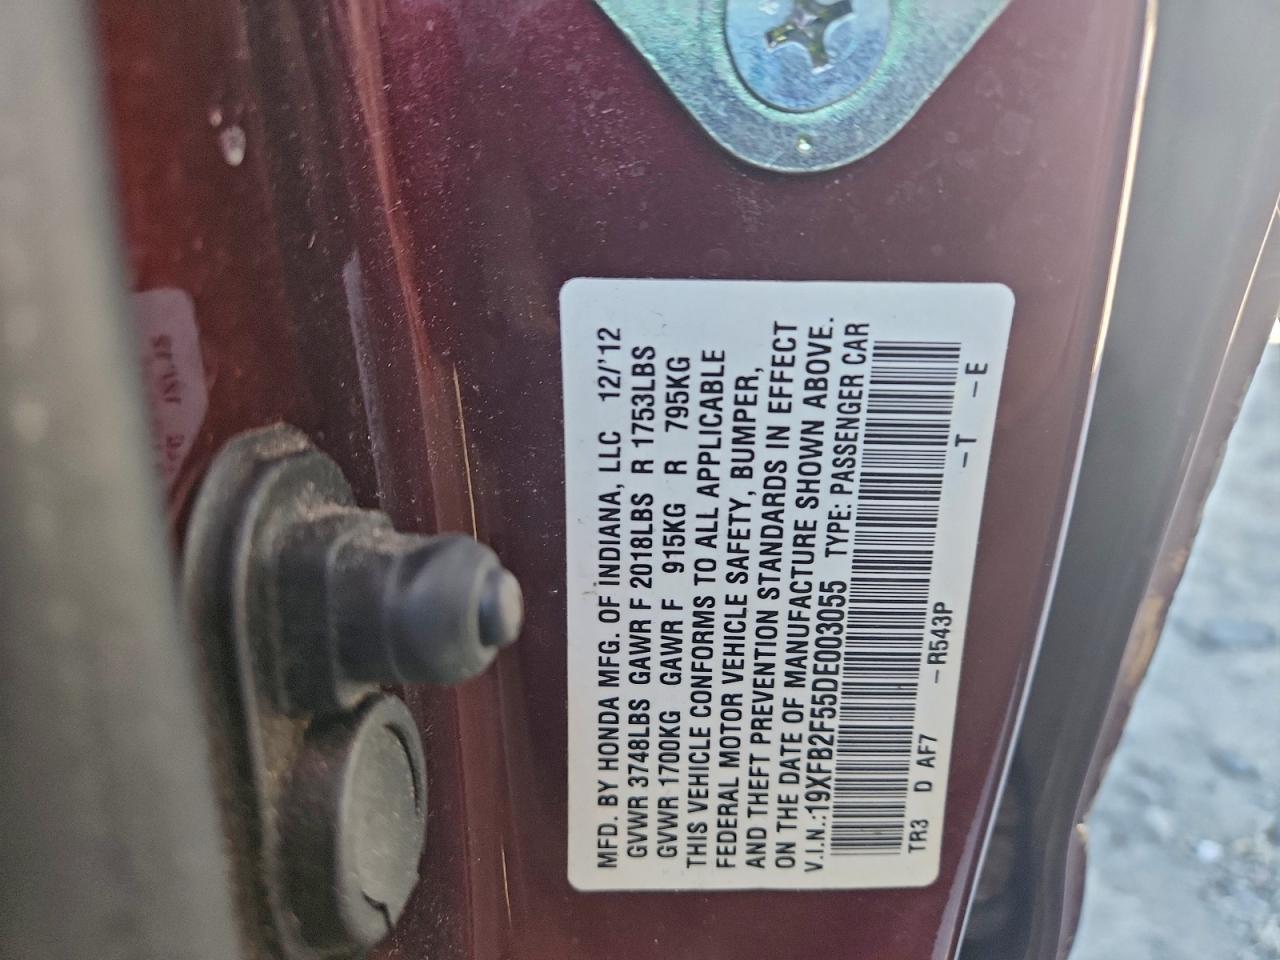 MFD. BY HONDA MFG. OF INDIANA, LLC 12/'12
GVWR 3748LBS GAWR F 2018LBS R 1753LBS
GVWR 1700KG GAWR F 915KG R 795KG
THIS VEHICLE CONFORMS TO ALL APPLICABLE
FEDERAL MOTOR VEHICLE SAFETY, BUMPER,
AND THEFT PREVENTION STANDARDS IN EFFECT
ON THE DATE OF MANUFACTURE SHOWN ABOVE.
V.I.N.:19XFB2F55DE003055 TYPE: PASSENGER CAR
TR3 D AF7 -R543P -T -E